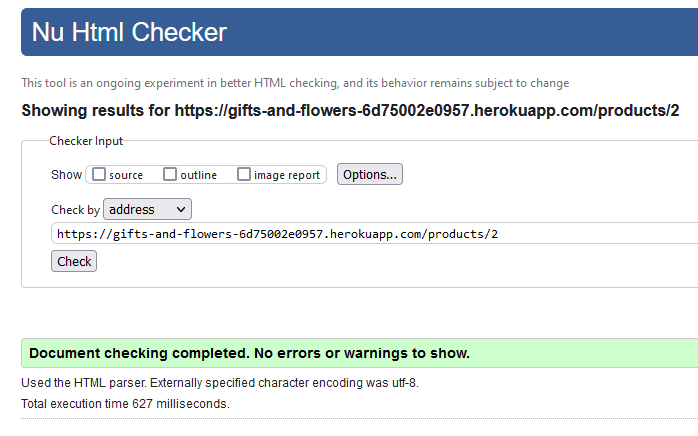 Nu Html Checker
This tool is an ongoing experiment in better HTML checking, and its behavior remains subject to change
Showing results for https://gifts-and-flowers-6d75002e0957.herokuapp.com/products/2
Checker Input
Show source outline image report Options...
Check by address
https://gifts-and-flowers-6d75002e0957.herokuapp.com/products/2
Check
Document checking completed. No errors or warnings to show.
Used the HTML parser. Externally specified character encoding was utf-8.
Total execution time 627 milliseconds.